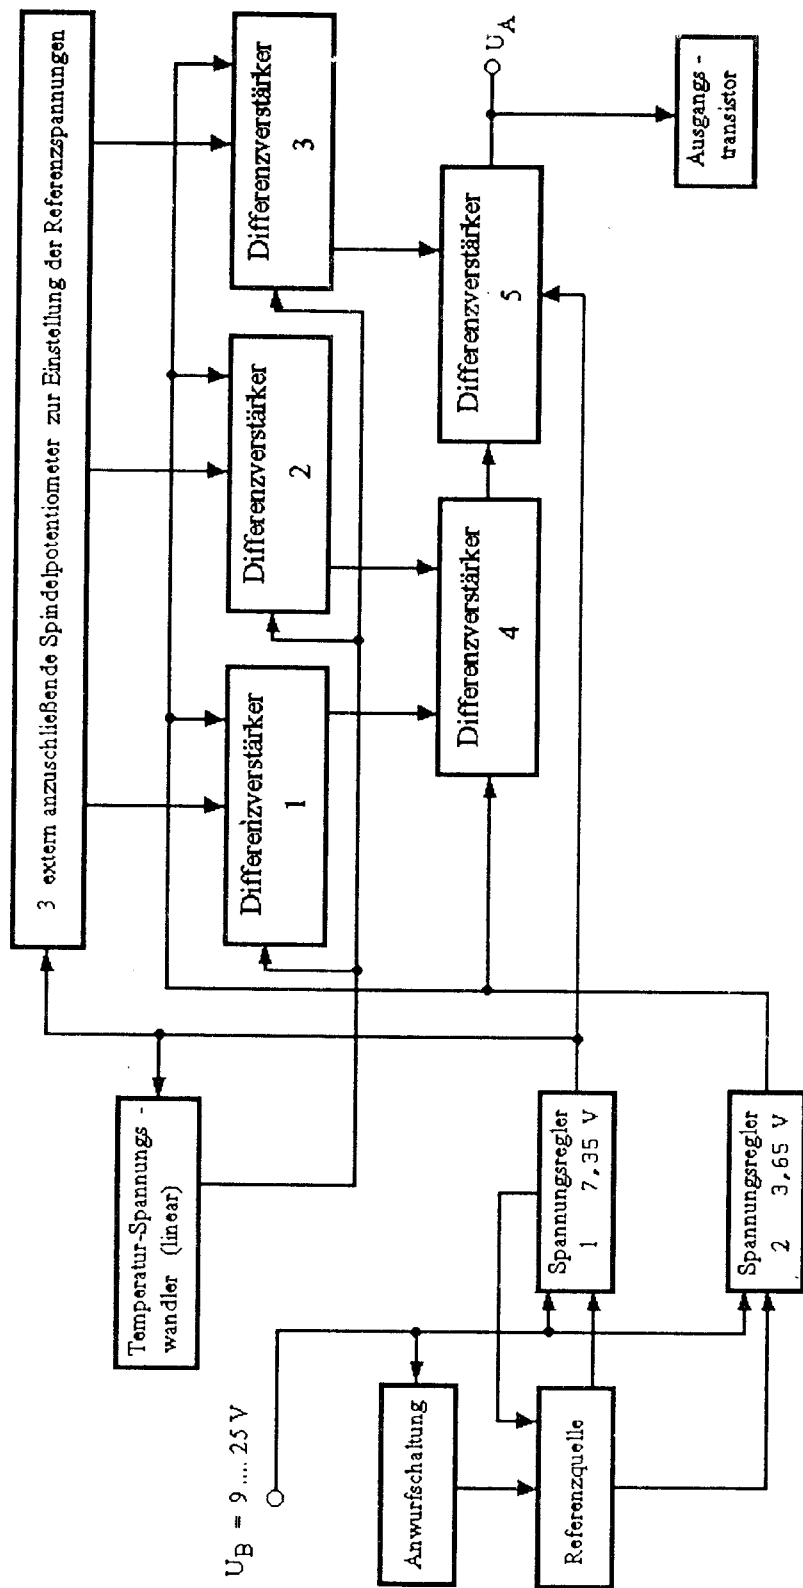 3 extern anzuschließende Spindelpotentiometer zur Einstellung der Referenzspannungen
Temperatur-Spannungs -
wandler (linear)
Differenzverstärker
1
Differenzverstärker
2
Differenzverstärker
3
U_B = 9 .... 25 V
Anwurfschaltung
Referenzquelle
Spannungsregler
1 7,35 V
Spannungsregler
2 3,65 V
Differenzverstärker
4
Differenzverstärker
5
U_A
Ausgangs -
transistor